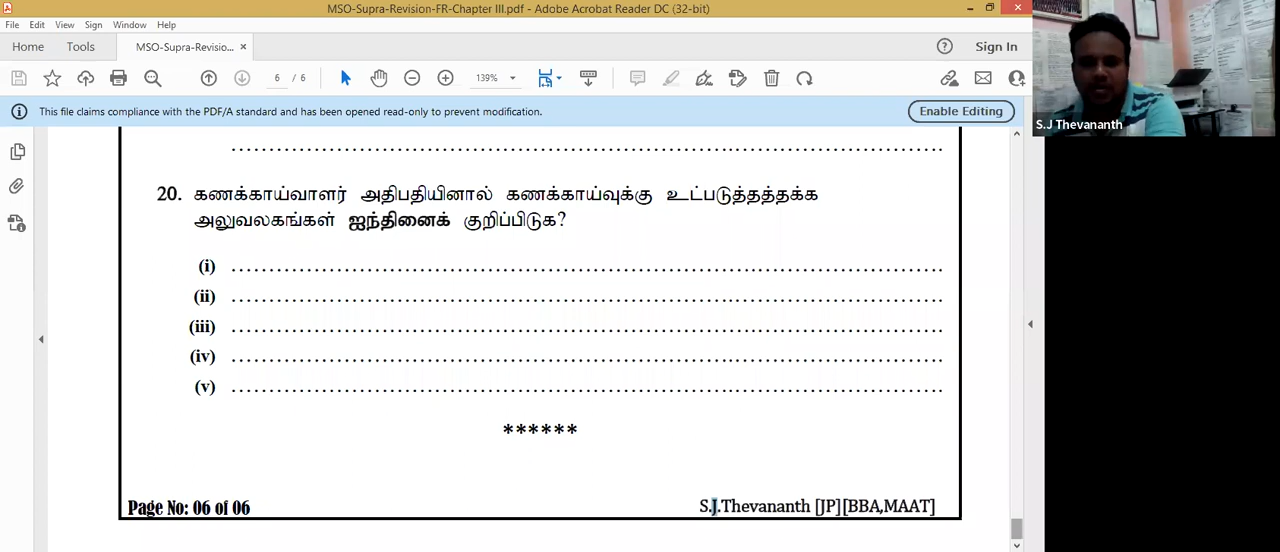 MSO-Supra-Revision-FR-Chapter III.pdf - Adobe Acrobat Reader DC (32-bit)
File Edit View Sign Window Help
Home Tools MSO-Supra-Revisio... × Sign In
6 / 6 139%
This file claims compliance with the PDF/A standard and has been opened read-only to prevent modification. Enable Editing
S.J Thevananth
20. கணக்காய்வாளர் அதிபதியினால் கணக்காய்வுக்கு உட்படுத்தத்தக்க
அலுவலகங்கள் ஐந்தினைக் குறிப்பிடுக?
(i) ....................................................................................................
(ii) ....................................................................................................
(iii) ....................................................................................................
(iv) ....................................................................................................
(v) ....................................................................................................
******
Page No: 06 of 06 S.J.Thevananth [JP][BBA,MAAT]